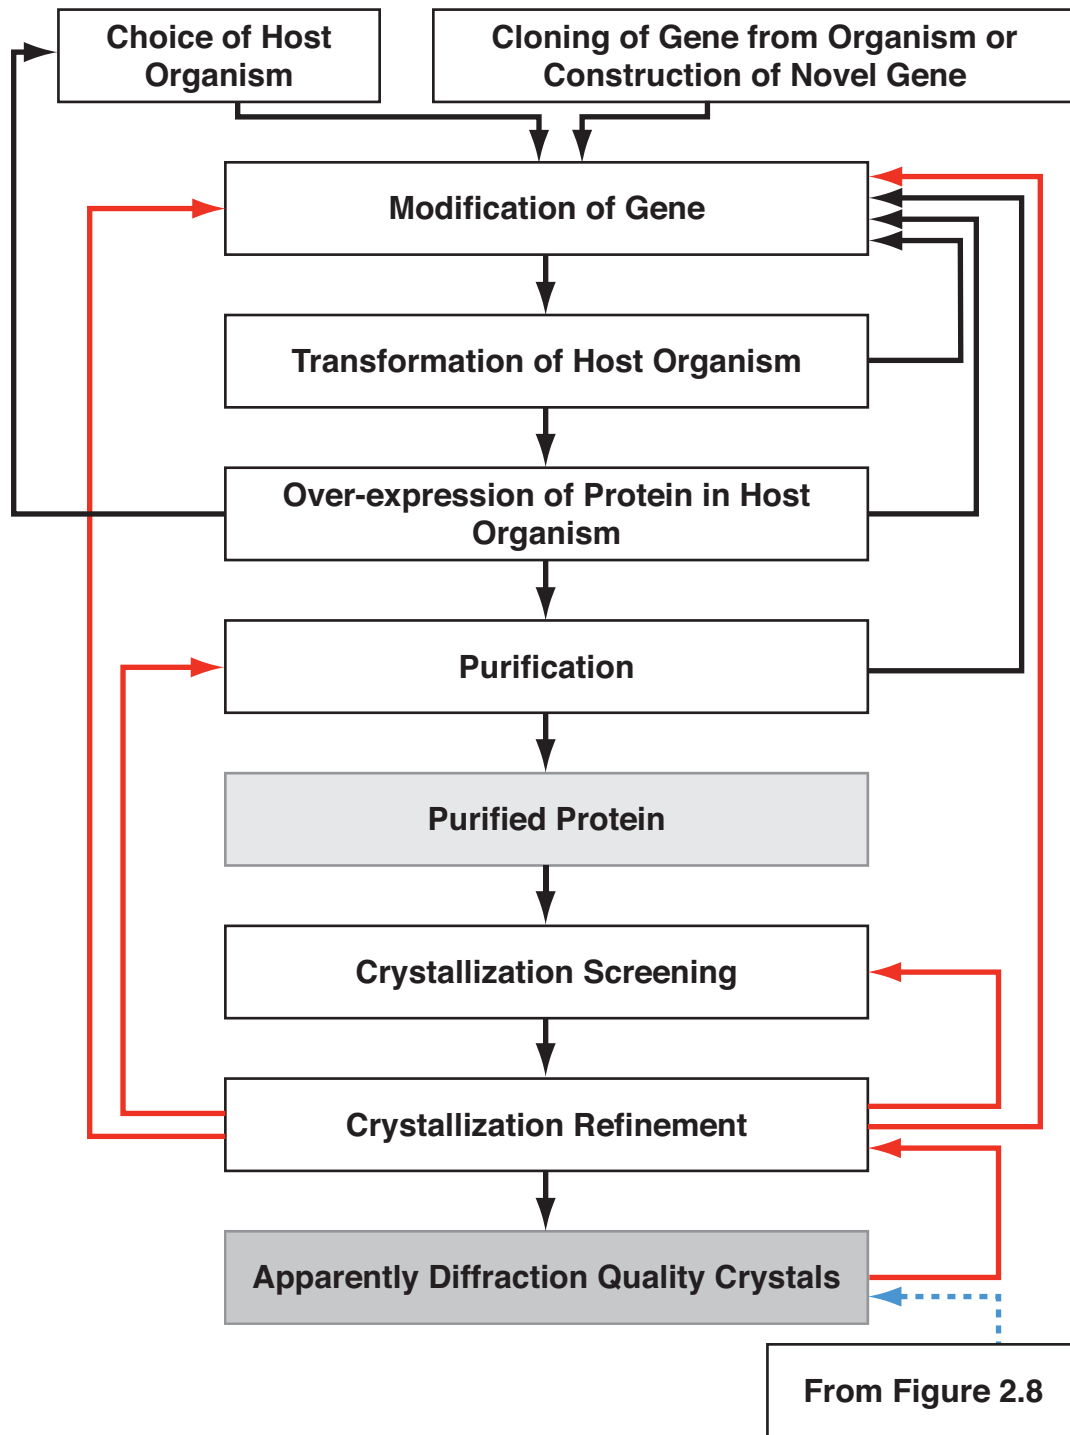 Choice of Host
Organism
Cloning of Gene from Organism or
Construction of Novel Gene
Modification of Gene
Transformation of Host Organism
Over-expression of Protein in Host
Organism
Purification
Purified Protein
Crystallization Screening
Crystallization Refinement
Apparently Diffraction Quality Crystals
From Figure 2.8